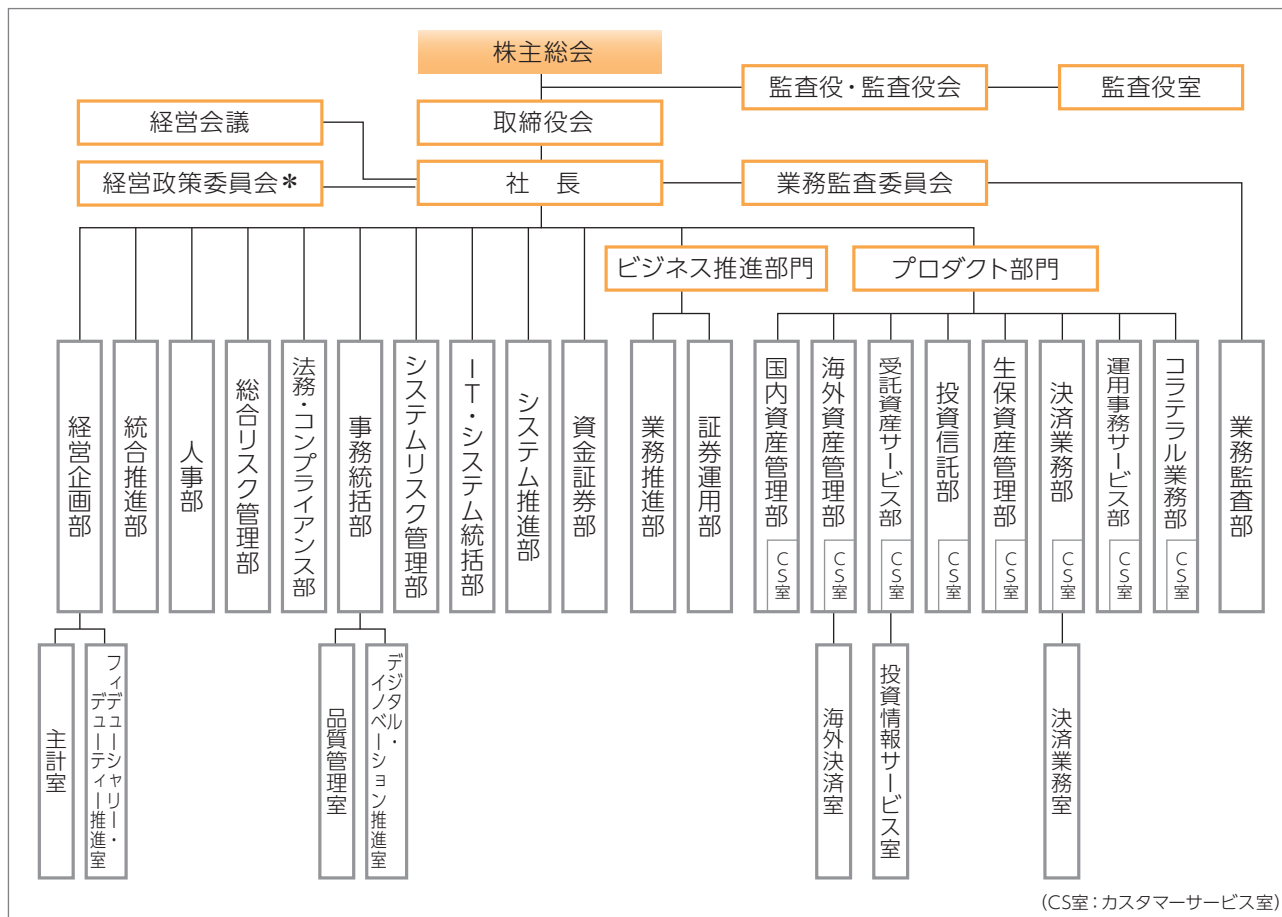 株主総会
監査役・監査役会
監査役室
経営会議
取締役会
経営政策委員会*
社　長
業務監査委員会
ビジネス推進部門
プロダクト部門
経営企画部
統合推進部
人事部
総合リスク管理部
法務・コンプライアンス部
事務統括部
システムリスク管理部
IT・システム統括部
システム推進部
資金証券部
業務推進部
証券運用部
国内資産管理部
CS室
海外資産管理部
CS室
受託資産サービス部
CS室
投資信託部
CS室
生保資産管理部
CS室
決済業務部
CS室
運用事務サービス部
CS室
コラテラル業務部
CS室
業務監査部
主計室
フィデューシャリー・
デューティー推進室
品質管理室
デジタル・
イノベーション推進室
海外決済室
投資情報サービス室
決済業務室
(CS室：カスタマーサービス室)